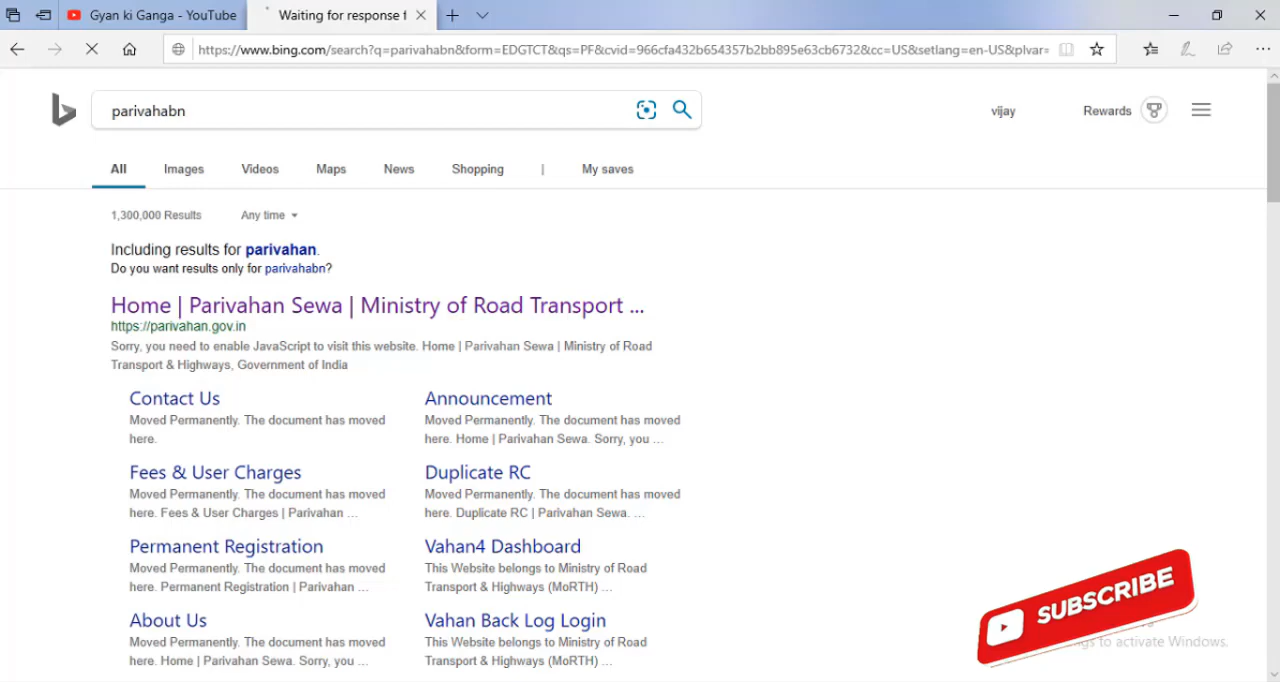 Gyan ki Ganga - YouTube
Waiting for response f
https://www.bing.com/search?q=parivahabn&form=EDGTCT&qs=PF&cvid=966cfa432b654357b2bb895e63cb6732&cc=US&setlang=en-US&plvar=
parivahabn
vijay
Rewards
All Images Videos Maps News Shopping | My saves
1,300,000 Results Any time
Including results for parivahan.
Do you want results only for parivahabn?
Home | Parivahan Sewa | Ministry of Road Transport ...
https://parivahan.gov.in
Sorry, you need to enable JavaScript to visit this website. Home | Parivahan Sewa | Ministry of Road
Transport & Highways, Government of India
Contact Us
Moved Permanently. The document has moved
here.
Announcement
Moved Permanently. The document has moved
here. Home | Parivahan Sewa. Sorry, you ...
Fees & User Charges
Moved Permanently. The document has moved
here. Fees & User Charges | Parivahan ...
Duplicate RC
Moved Permanently. The document has moved
here. Duplicate RC | Parivahan Sewa. ...
Permanent Registration
Moved Permanently. The document has moved
here. Permanent Registration | Parivahan ...
Vahan4 Dashboard
This Website belongs to Ministry of Road
Transport & Highways (MoRTH) ...
About Us
Moved Permanently. The document has moved
here. Home | Parivahan Sewa. Sorry, you ...
Vahan Back Log Login
This Website belongs to Ministry of Road
Transport & Highways (MoRTH) ...
SUBSCRIBE
to activate Windows.